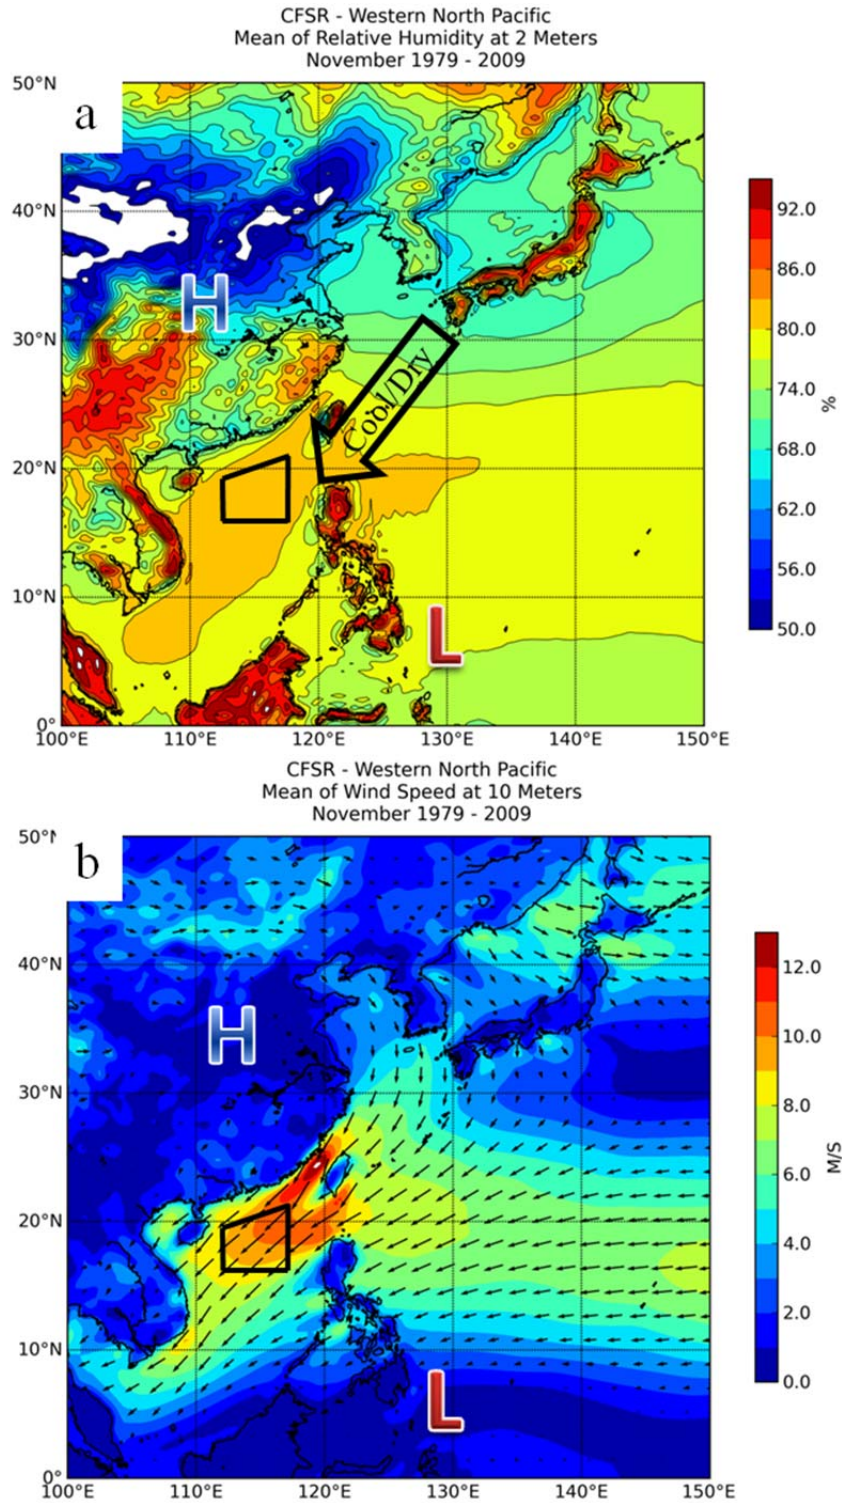 CFSR - Western North Pacific
Mean of Relative Humidity at 2 Meters
November 1979 - 2009
a
50°N
40°N
30°N
20°N
10°N
0°
100°E 110°E 120°E 130°E 140°E 150°E
H
Cool/Dry
L
92.0
86.0
80.0
74.0
68.0
62.0
56.0
50.0
%
CFSR - Western North Pacific
Mean of Wind Speed at 10 Meters
November 1979 - 2009
b
50°N
40°N
30°N
20°N
10°N
0°
100°E 110°E 120°E 130°E 140°E 150°E
H
L
12.0
10.0
8.0
6.0
4.0
2.0
0.0
M/S